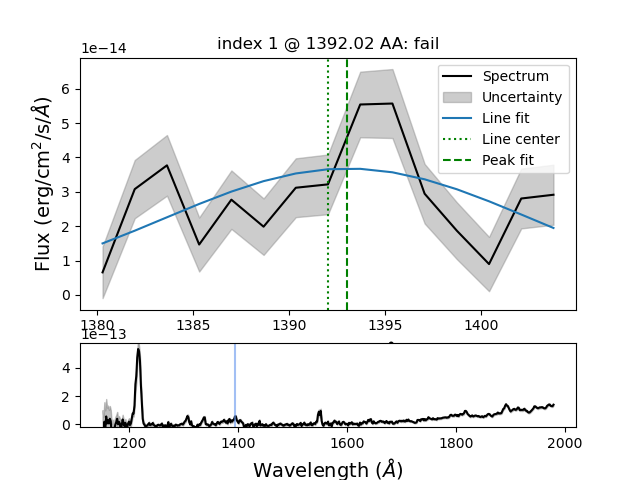 index 1 @ 1392.02 AA: fail
1e−14
Flux (erg/cm²/s/Å)
6
5
4
3
2
1
0
Spectrum
Uncertainty
Line fit
Line center
Peak fit
1380 1385 1390 1395 1400
1e−13
4
2
0
1200 1400 1600 1800 2000
Wavelength (Å)